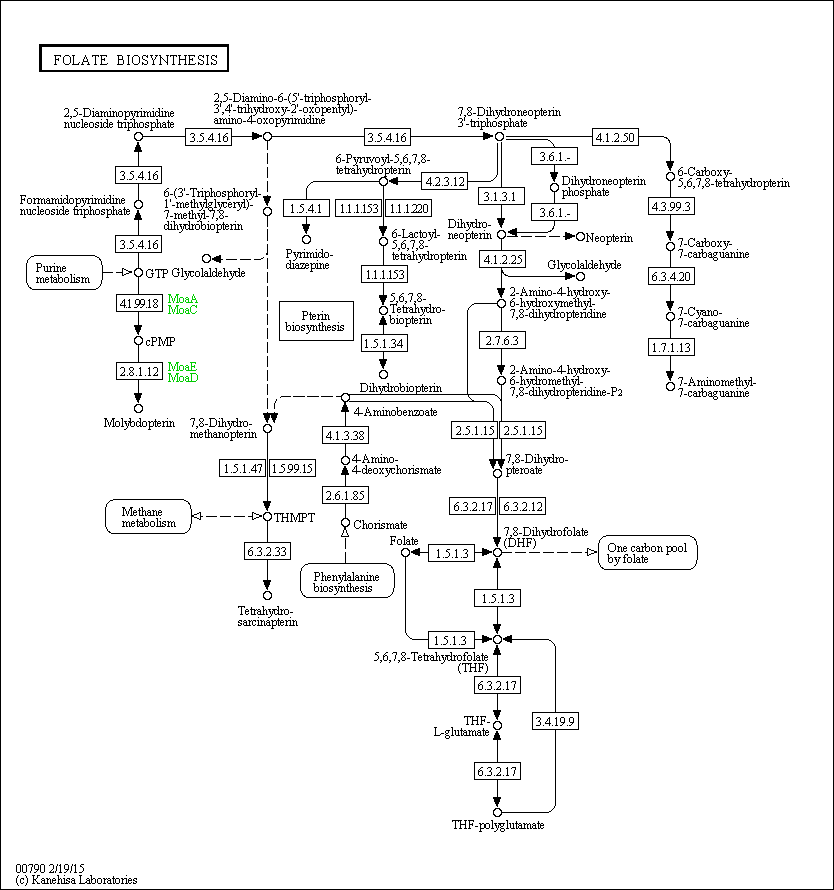 FOLATE BIOSYNTHESIS
2,5-Diaminopyrimidine
nucleoside triphosphate
2,5-Diamino-6-(5'-triphosphoryl-
3',4'-trihydroxy-2'-oxopentyl)-
amino-4-oxopyrimidine
7,8-Dihydroneopterin
3'-triphosphate
3.5.4.16
3.5.4.16
4.1.2.50
3.6.1.-
6-Pyruvoyl-5,6,7,8-
tetrahydropterin
3.5.4.16
4.2.3.12
3.1.3.1
Dihydroneopterin
phosphate
6-Carboxy-
5,6,7,8-tetrahydropterin
Formamidopyrimidine
nucleoside triphosphate
6-(3'-Triphosphoryl-
1'-methylglyceryl)-
7-methyl-7,8-
dihydrobiopterin
1.5.4.1
1.1.1.153
1.1.1.220
3.6.1.-
4.3.99.3
3.5.4.16
Pyrimido-
diazepine
6-Lactoyl-
5,6,7,8-
tetrahydropterin
Dihydro-
neopterin
Neopterin
7-Carboxy-
7-carbaguanine
Purine
metabolism
GTP
Glycolaldehyde
1.1.1.153
4.1.2.25
Glycolaldehyde
6.3.4.20
4.1.99.18
MoaA
MoaC
Pterin
biosynthesis
5,6,7,8-
Tetrahydro-
biopterin
2-Amino-4-hydroxy-
6-hydroxymethyl-
7,8-dihydropteridine
7-Cyano-
7-carbaguanine
cPMP
1.5.1.34
2.7.6.3
1.7.1.13
2.8.1.12
MoaE
MoaD
Dihydrobiopterin
2-Amino-4-hydroxy-
6-hydromethyl-
7,8-dihydropteridine-P2
7-Aminomethyl-
7-carbaguanine
Molybdopterin
7,8-Dihydro-
methanopterin
4-Aminobenzoate
4.1.3.38
2.5.1.15
2.5.1.15
1.5.1.47
1.5.99.15
4-Amino-
4-deoxychorismate
7,8-Dihydro-
pteroate
2.6.1.85
6.3.2.17
6.3.2.12
Methane
metabolism
THMPT
Chorismate
7,8-Dihydrofolate
(DHF)
6.3.2.33
Folate
1.5.1.3
One carbon pool
by folate
Phenylalanine
biosynthesis
Tetrahydro-
sarcinapterin
1.5.1.3
1.5.1.3
5,6,7,8-Tetrahydrofolate
(THF)
6.3.2.17
THF-
L-glutamate
3.4.19.9
6.3.2.17
THF-polyglutamate
00790 2/19/15
(c) Kanehisa Laboratories